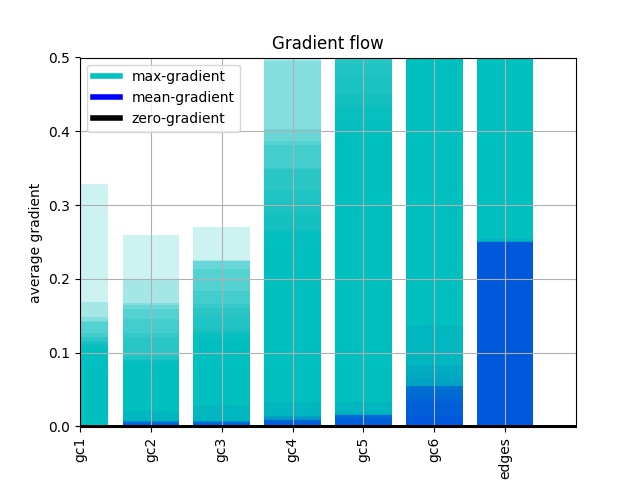 Gradient flow
max-gradient
mean-gradient
zero-gradient
average gradient
0.5
0.4
0.3
0.2
0.1
0.0
gc1
gc2
gc3
gc4
gc5
gc6
edges